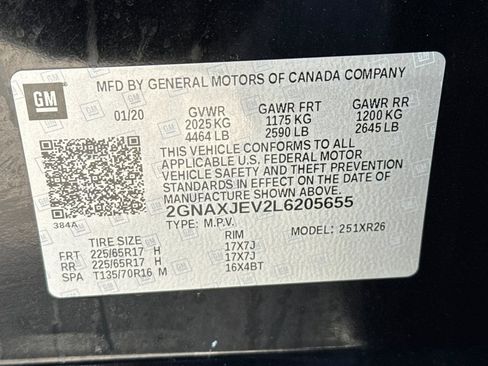 MFD BY GENERAL MOTORS OF CANADA COMPANY
GM
01/20 GVWR GAWR FRT GAWR RR
2025 KG 1175 KG 1200 KG
4464 LB 2590 LB 2645 LB
THIS VEHICLE CONFORMS TO ALL
APPLICABLE U.S. FEDERAL MOTOR
VEHICLE SAFETY AND THEFT PREVENTION
STANDARDS IN EFFECT ON THE DATE OF
MANUFACTURE SHOWN ABOVE.
2GNAXJEV2L6205655
384A
TYPE: M.P.V. MODEL: 251XR26
TIRE SIZE RIM
FRT 225/65R17 H 17X7J
RR 225/65R17 H 17X7J
SPA T135/70R16 M 16X4BT